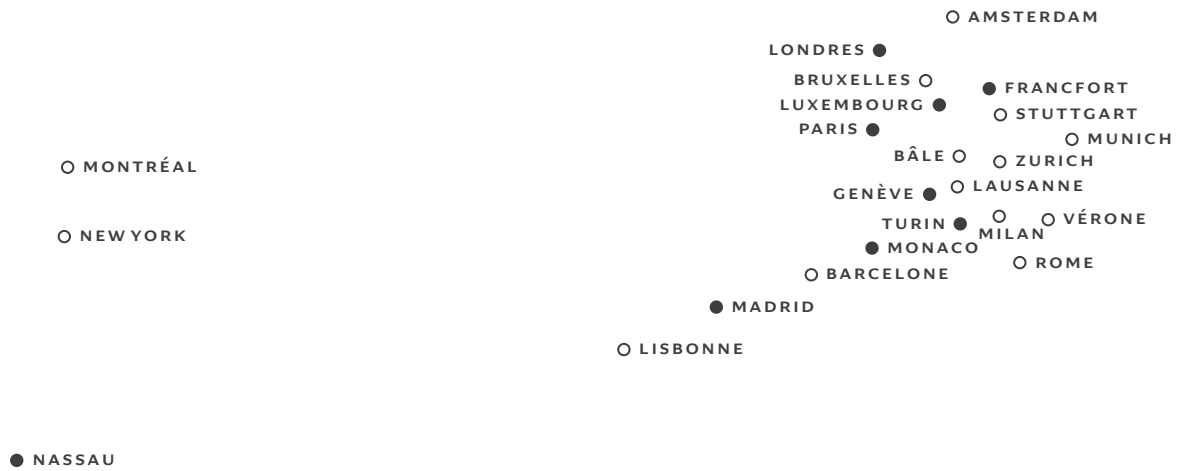 AMSTERDAM
LONDRES
BRUXELLES
FRANCFORT
LUXEMBOURG
STUTTGART
PARIS
MUNICH
BÂLE
ZURICH
MONTRÉAL
LAUSANNE
GENÈVE
VÉRONE
TURIN
MILAN
NEW YORK
MONACO
ROME
BARCELONE
MADRID
LISBONNE
NASSAU